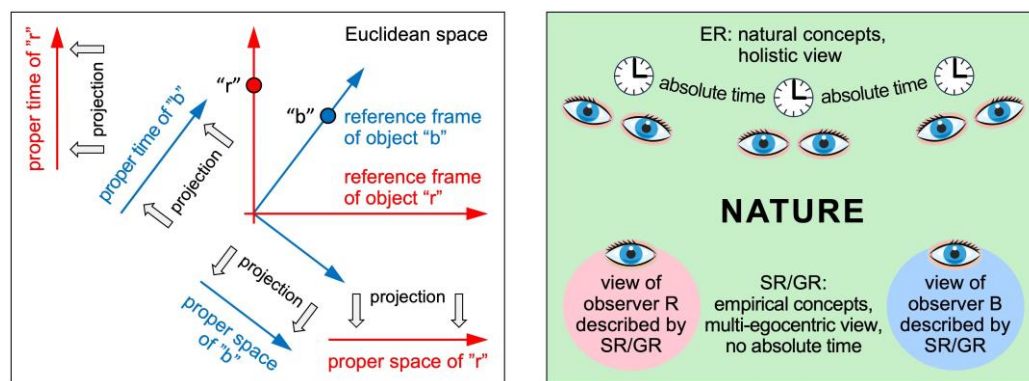 Euclidean space
proper time of "r"
projection
proper time of "b"
projection
"r"
"b"
reference frame
of object "b"
reference frame
of object "r"
projection
proper space
of "b"
projection
proper space of "r"
ER: natural concepts,
holistic view
absolute time
absolute time
NATURE
view of
observer R
described by
SR/GR
SR/GR:
empirical concepts,
multi-egocentric view,
no absolute time
view of
observer B
described by
SR/GR